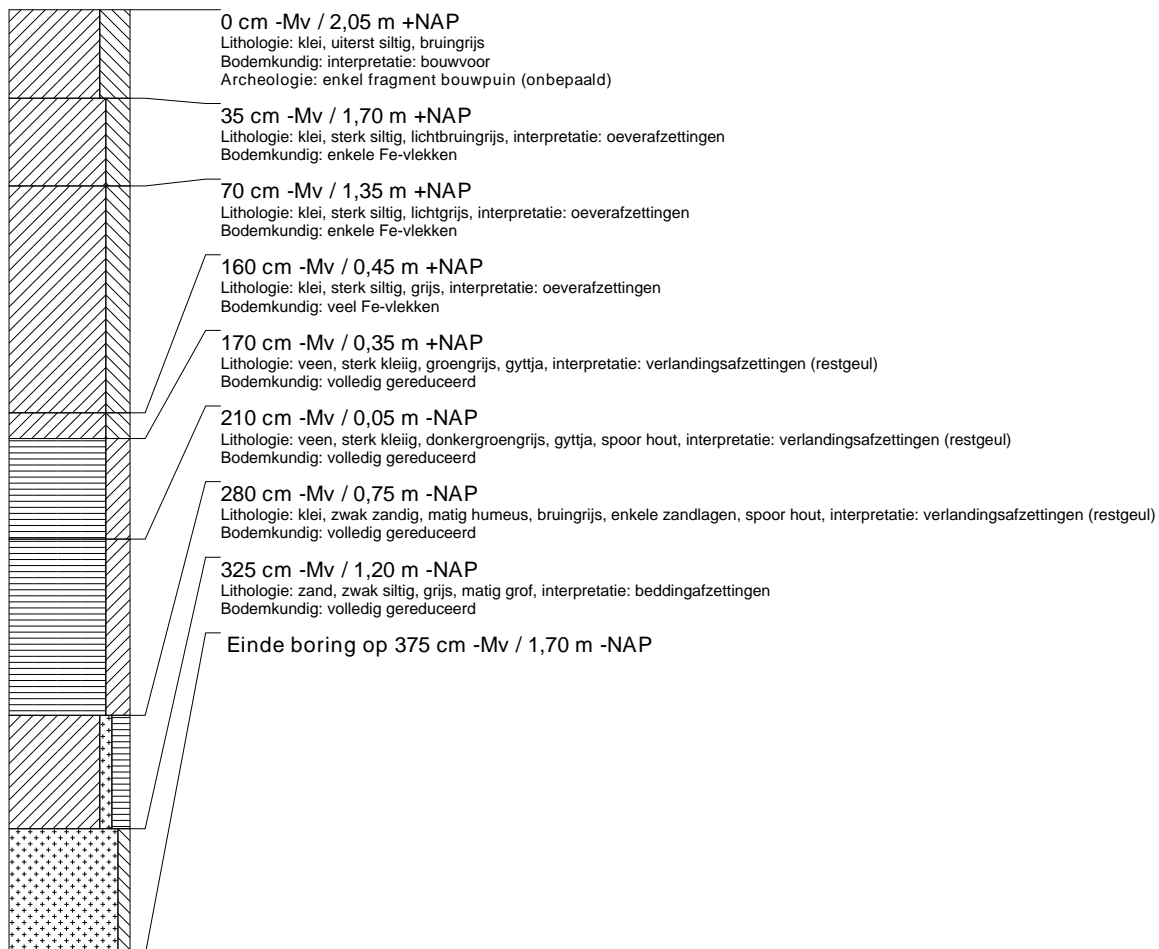 0 cm -Mv / 2,05 m +NAP
Lithologie: klei, uiterst siltig, bruingrijs
Bodemkundig: interpretatie: bouwvoor
Archeologie: enkel fragment bouwpuin (onbepaald)
35 cm -Mv / 1,70 m +NAP
Lithologie: klei, sterk siltig, lichtbruingrijs, interpretatie: oeverafzettingen
Bodemkundig: enkele Fe-vlekken
70 cm -Mv / 1,35 m +NAP
Lithologie: klei, sterk siltig, lichtgrijs, interpretatie: oeverafzettingen
Bodemkundig: enkele Fe-vlekken
160 cm -Mv / 0,45 m +NAP
Lithologie: klei, sterk siltig, grijs, interpretatie: oeverafzettingen
Bodemkundig: veel Fe-vlekken
170 cm -Mv / 0,35 m +NAP
Lithologie: veen, sterk kleiig, groengrijs, gyttja, interpretatie: verlandingsafzettingen (restgeul)
Bodemkundig: volledig gereduceerd
210 cm -Mv / 0,05 m -NAP
Lithologie: veen, sterk kleiig, donkergroengrijs, gyttja, spoor hout, interpretatie: verlandingsafzettingen (restgeul)
Bodemkundig: volledig gereduceerd
280 cm -Mv / 0,75 m -NAP
Lithologie: klei, zwak zandig, matig humeus, bruingrijs, enkele zandlagen, spoor hout, interpretatie: verlandingsafzettingen (restgeul)
Bodemkundig: volledig gereduceerd
325 cm -Mv / 1,20 m -NAP
Lithologie: zand, zwak siltig, grijs, matig grof, interpretatie: beddingafzettingen
Bodemkundig: volledig gereduceerd
Einde boring op 375 cm -Mv / 1,70 m -NAP